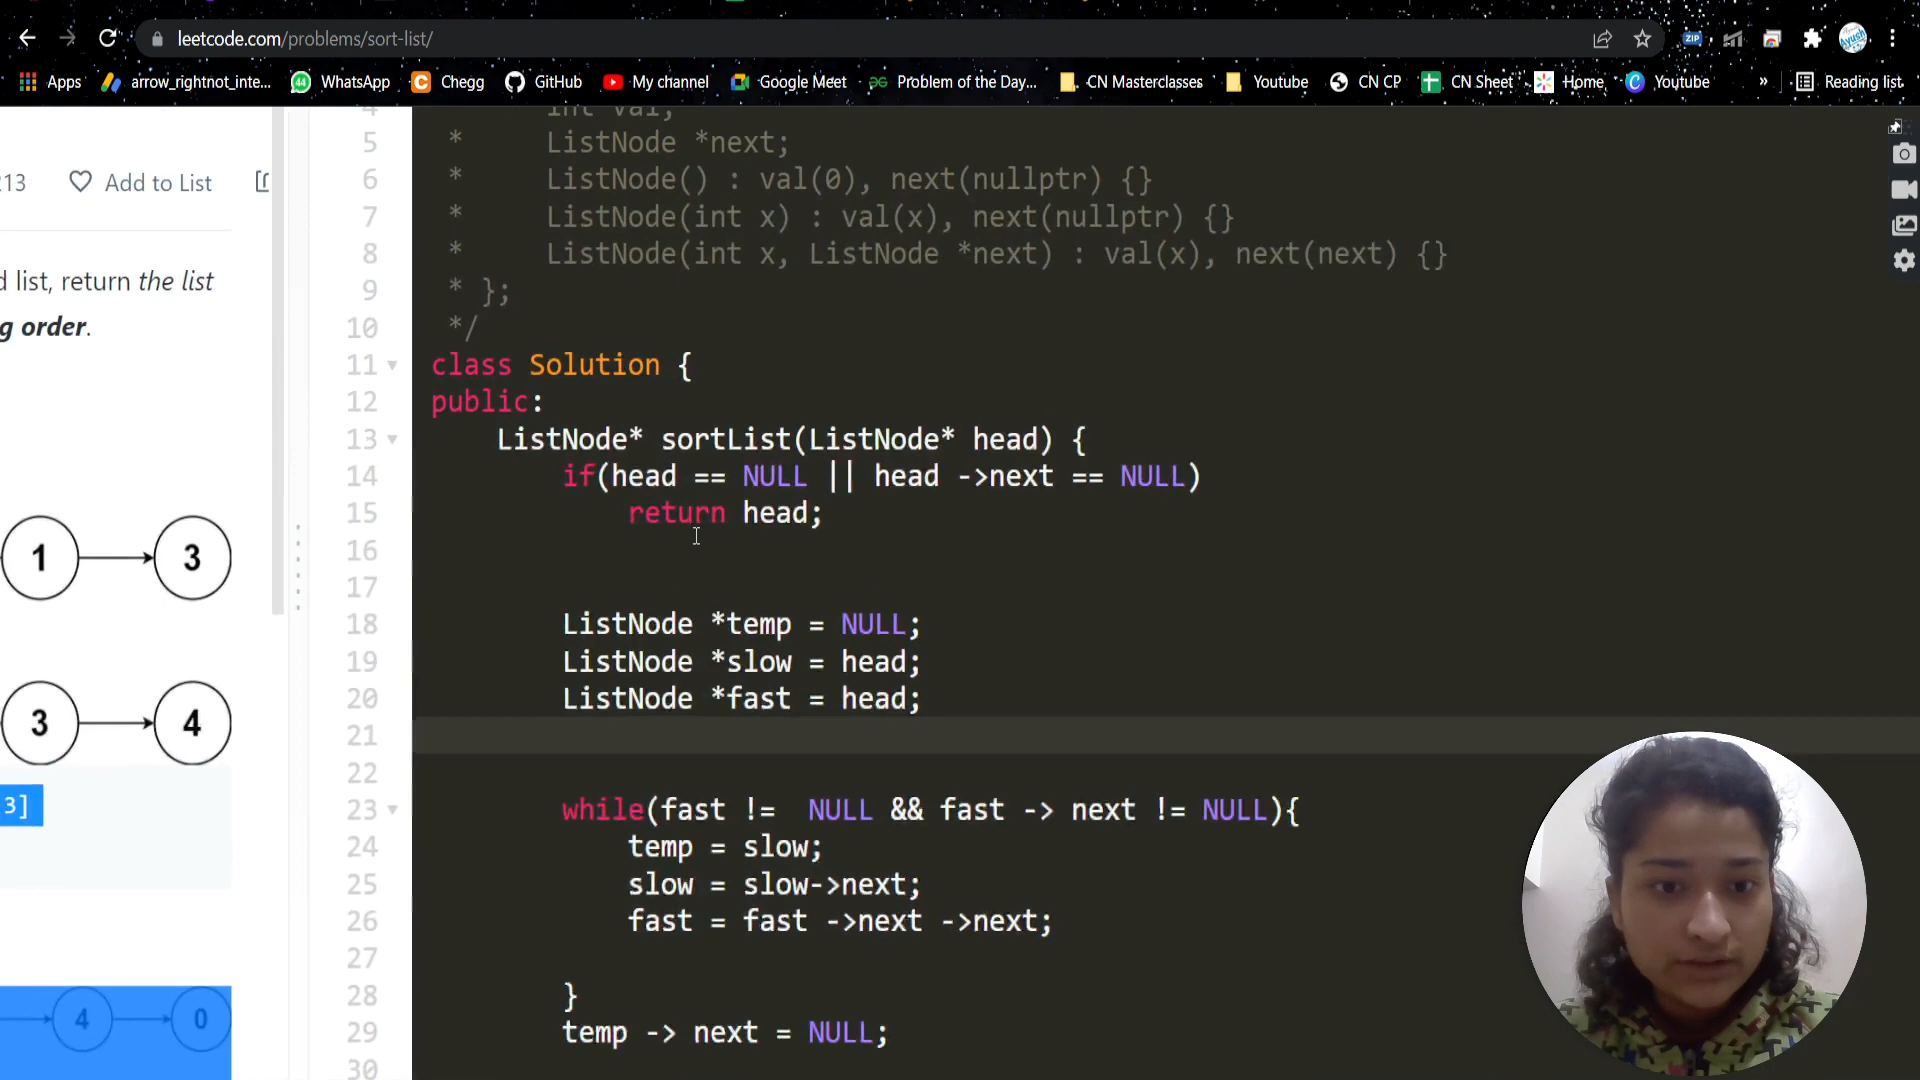 leetcode.com/problems/sort-list/
ZIP
Apps arrow_rightnot_inte... 44 WhatsApp C Chegg GitHub My channel Google Meet Problem of the Day... CN Masterclasses Youtube CN CP CN Sheet Home Youtube » Reading list
213 Add to List
d list, return the list
g order.
1 3
3 4
3]
4 0
4 int val;
5 * ListNode *next;
6 * ListNode() : val(0), next(nullptr) {}
7 * ListNode(int x) : val(x), next(nullptr) {}
8 * ListNode(int x, ListNode *next) : val(x), next(next) {}
9 * };
10 */
11 class Solution {
12 public:
13 ListNode* sortList(ListNode* head) {
14 if(head == NULL || head ->next == NULL)
15 return head;
16
17
18 ListNode *temp = NULL;
19 ListNode *slow = head;
20 ListNode *fast = head;
21
22
23 while(fast !=  NULL && fast -> next != NULL){
24 temp = slow;
25 slow = slow->next;
26 fast = fast ->next ->next;
27
28 }
29 temp -> next = NULL;
30